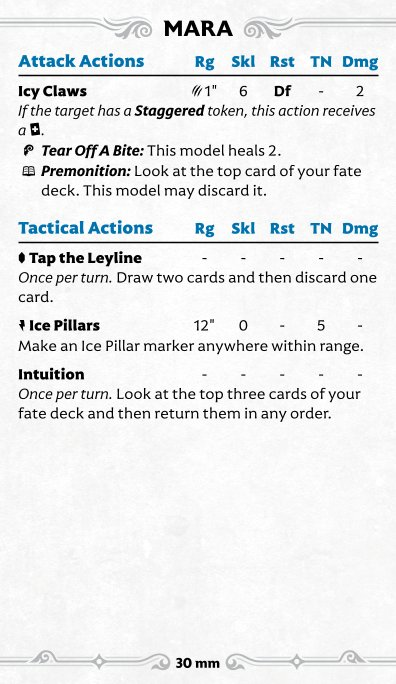 MARA
Attack Actions Rg Skl Rst TN Dmg
Icy Claws 1" 6 Df - 2
If the target has a Staggered token, this action receives
a .
Tear Off A Bite: This model heals 2.
Premonition: Look at the top card of your fate
deck. This model may discard it.
Tactical Actions Rg Skl Rst TN Dmg
Tap the Leyline - - - - -
Once per turn. Draw two cards and then discard one
card.
Ice Pillars 12" 0 - 5 -
Make an Ice Pillar marker anywhere within range.
Intuition - - - - -
Once per turn. Look at the top three cards of your
fate deck and then return them in any order.
30 mm